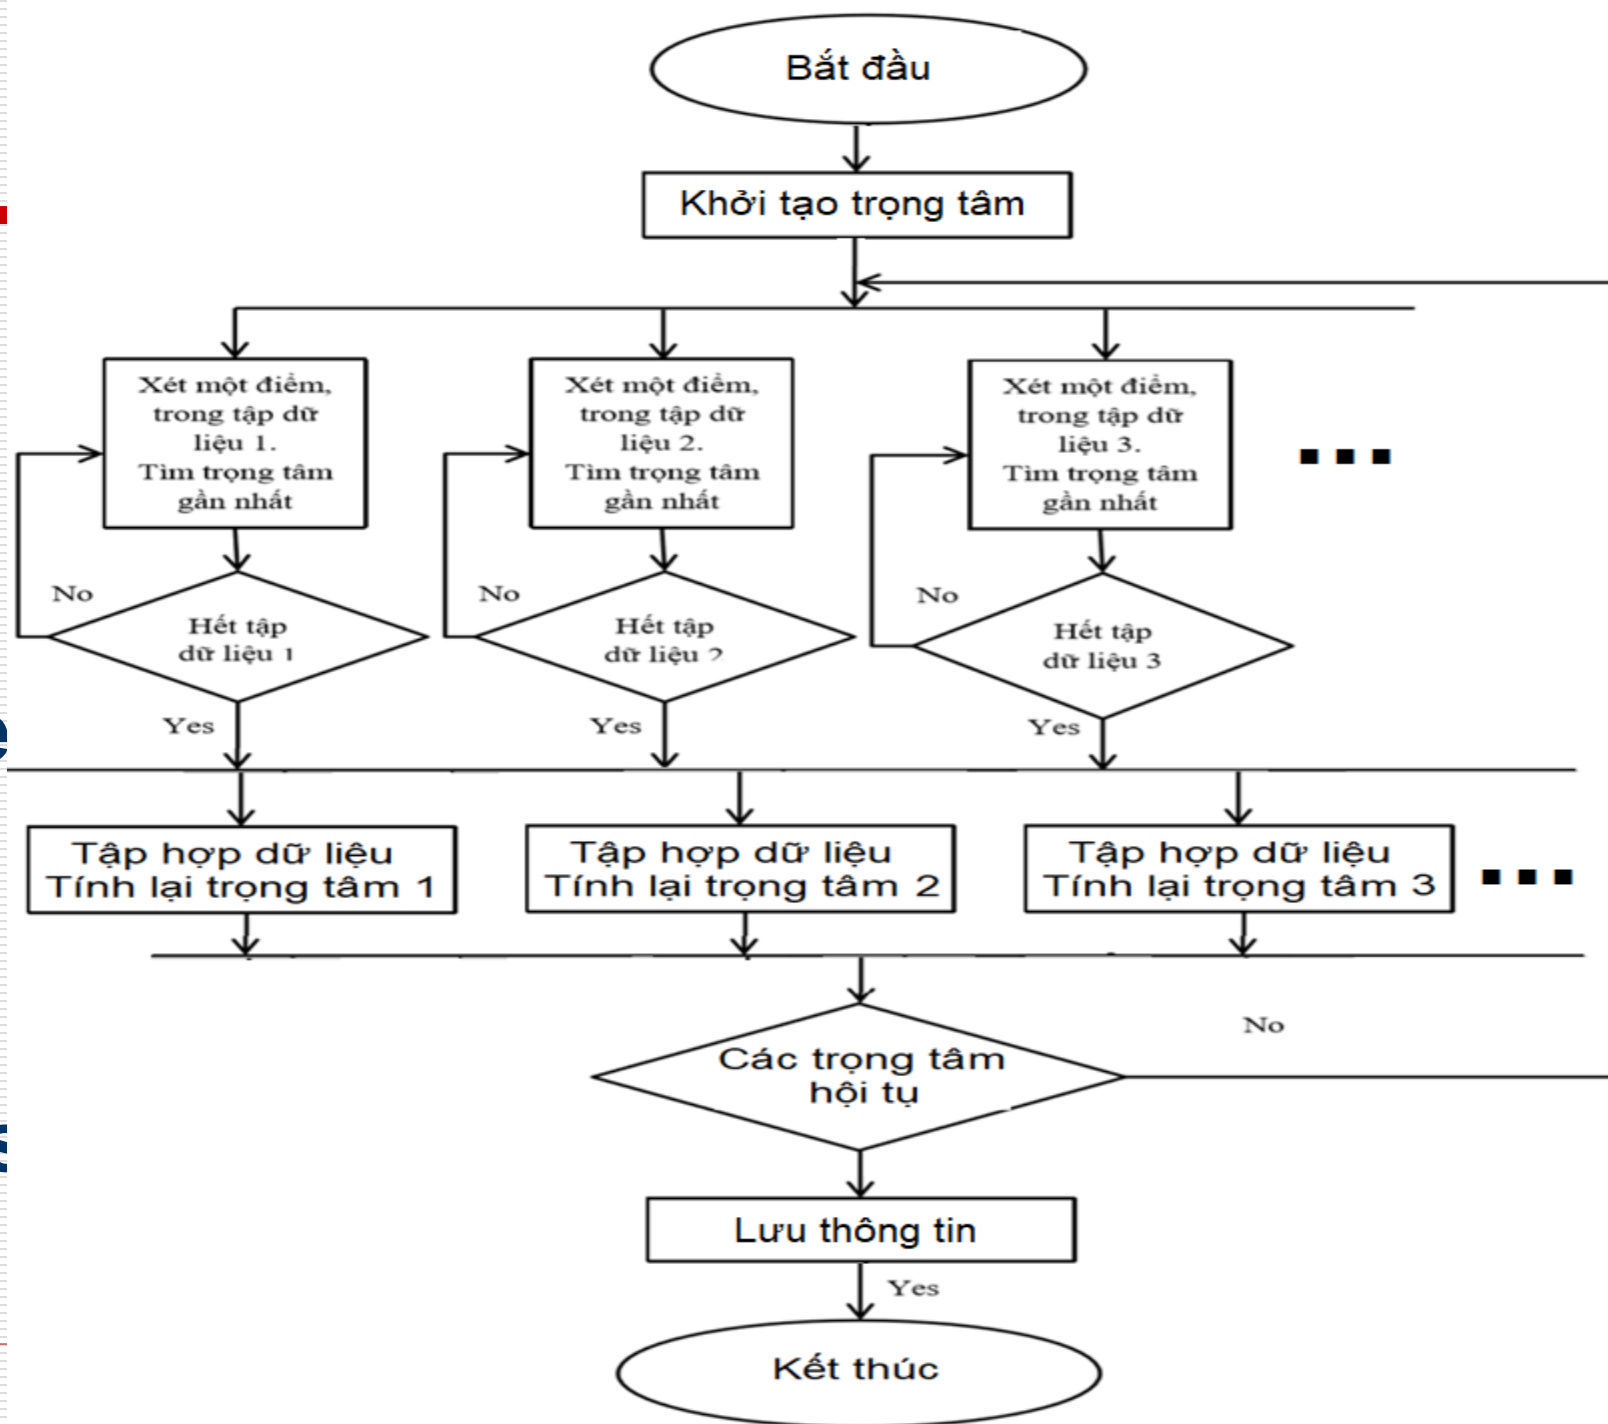 Bắt đầu
Khởi tạo trọng tâm
Xét một điểm,
trong tập dữ
liệu 1.
Tìm trọng tâm
gần nhất
Xét một điểm,
trong tập dữ
liệu 2.
Tìm trọng tâm
gần nhất
Xét một điểm,
trong tập dữ
liệu 3.
Tìm trọng tâm
gần nhất
No
Hết tập
dữ liệu 1
No
Hết tập
dữ liệu 2
No
Hết tập
dữ liệu 3
Yes
Yes
Yes
Tập hợp dữ liệu
Tính lại trọng tâm 1
Tập hợp dữ liệu
Tính lại trọng tâm 2
Tập hợp dữ liệu
Tính lại trọng tâm 3
No
Các trọng tâm
hội tụ
Lưu thông tin
Yes
Kết thúc